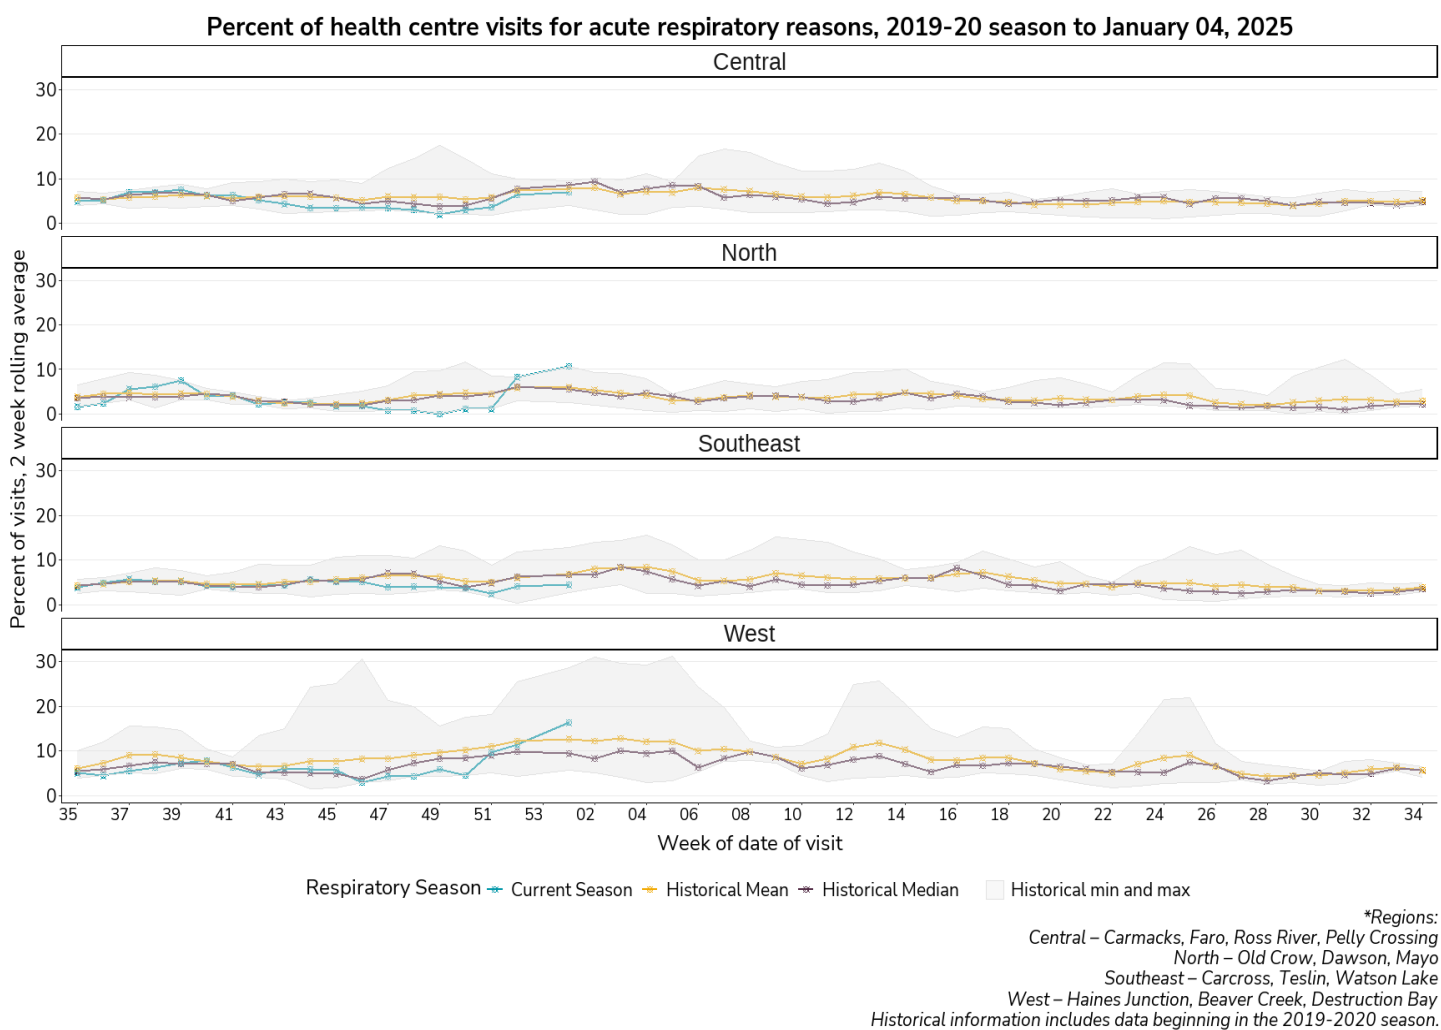 Percent of health centre visits for acute respiratory reasons, 2019-20 season to January 04, 2025
Percent of visits, 2 week rolling average
Central
30
20
10
0
North
30
20
10
0
Southeast
30
20
10
0
West
30
20
10
0
35 37 39 41 43 45 47 49 51 53 02 04 06 08 10 12 14 16 18 20 22 24 26 28 30 32 34
Week of date of visit
Respiratory Season Current Season Historical Mean Historical Median Historical min and max
*Regions:
Central – Carmacks, Faro, Ross River, Pelly Crossing
North – Old Crow, Dawson, Mayo
Southeast – Carcross, Teslin, Watson Lake
West – Haines Junction, Beaver Creek, Destruction Bay
Historical information includes data beginning in the 2019-2020 season.